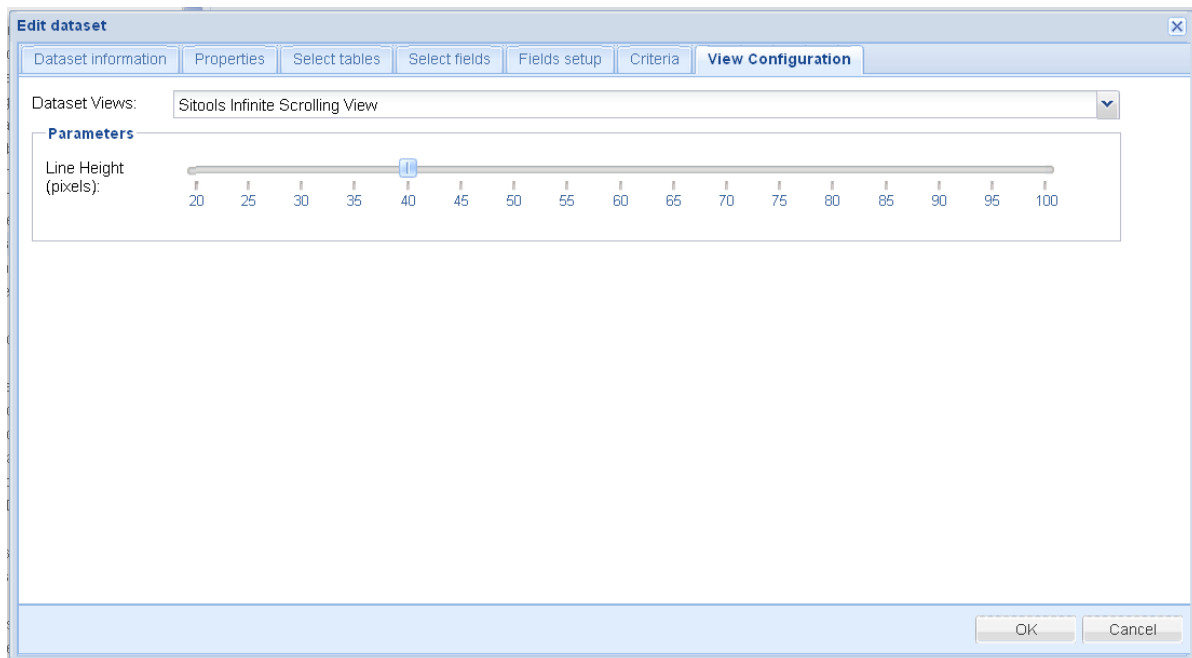 Edit dataset
Dataset information Properties Select tables Select fields Fields setup Criteria View Configuration
Dataset Views: Sitools Infinite Scrolling View
Parameters
Line Height
(pixels):
20 25 30 35 40 45 50 55 60 65 70 75 80 85 90 95 100
OK Cancel